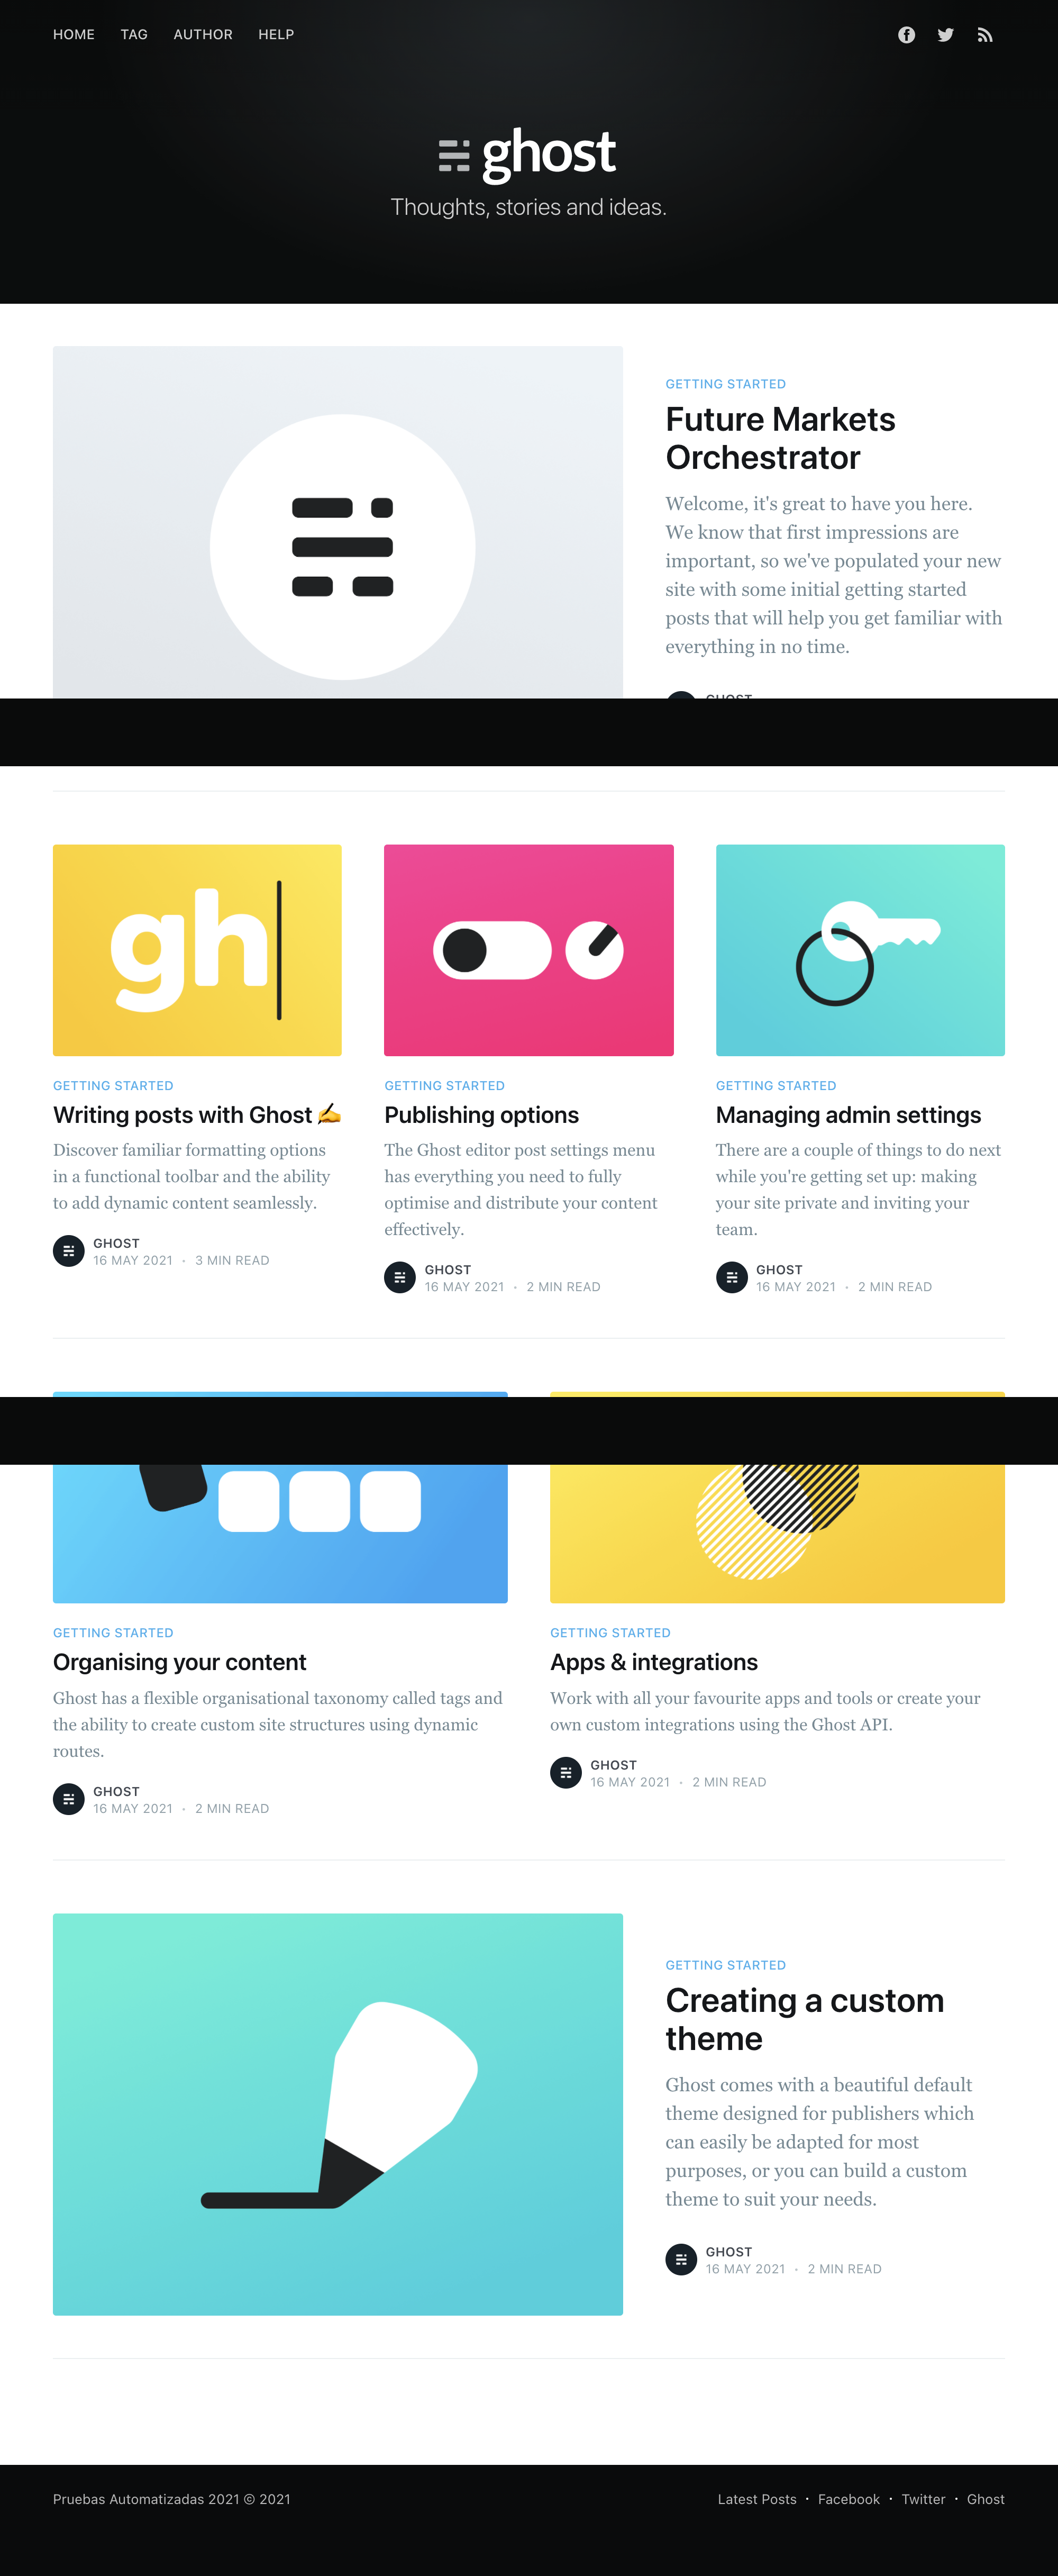 HOME TAG AUTHOR HELP
ghost
Thoughts, stories and ideas.
GETTING STARTED
Future Markets
Orchestrator
Welcome, it's great to have you here.
We know that first impressions are
important, so we've populated your new
site with some initial getting started
posts that will help you get familiar with
everything in no time.
GHOST
gh
GETTING STARTED
Writing posts with Ghost ✍️
Discover familiar formatting options
in a functional toolbar and the ability
to add dynamic content seamlessly.
GHOST
16 MAY 2021 • 3 MIN READ
GETTING STARTED
Publishing options
The Ghost editor post settings menu
has everything you need to fully
optimise and distribute your content
effectively.
GHOST
16 MAY 2021 • 2 MIN READ
GETTING STARTED
Managing admin settings
There are a couple of things to do next
while you're getting set up: making
your site private and inviting your
team.
GHOST
16 MAY 2021 • 2 MIN READ
GETTING STARTED
Organising your content
Ghost has a flexible organisational taxonomy called tags and
the ability to create custom site structures using dynamic
routes.
GHOST
16 MAY 2021 • 2 MIN READ
GETTING STARTED
Apps & integrations
Work with all your favourite apps and tools or create your
own custom integrations using the Ghost API.
GHOST
16 MAY 2021 • 2 MIN READ
GETTING STARTED
Creating a custom
theme
Ghost comes with a beautiful default
theme designed for publishers which
can easily be adapted for most
purposes, or you can build a custom
theme to suit your needs.
GHOST
16 MAY 2021 • 2 MIN READ
Pruebas Automatizadas 2021 © 2021
Latest Posts • Facebook • Twitter • Ghost